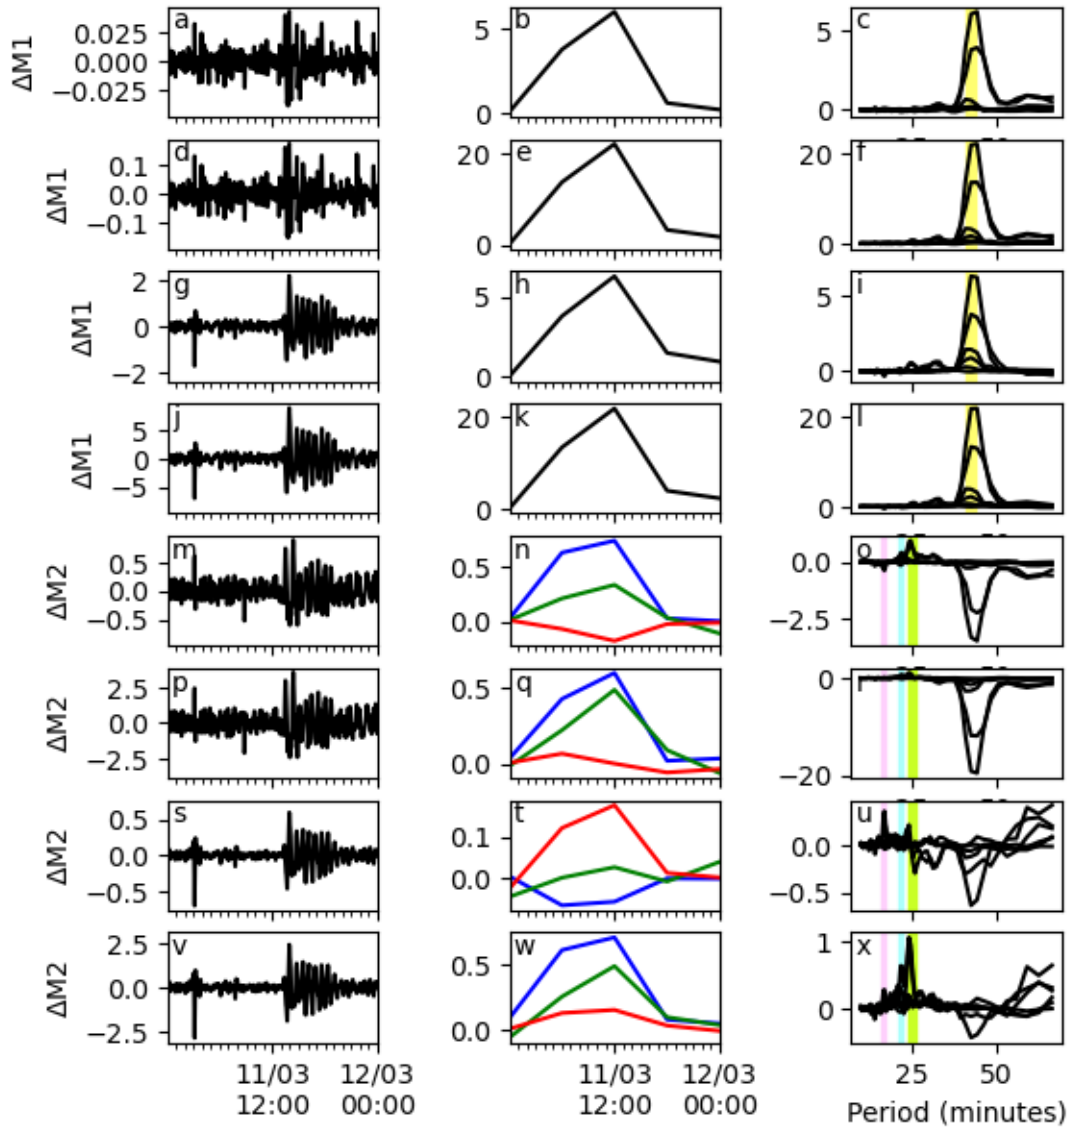 ΔM1 0.025 0.000 −0.025 a 5 0 b 5 0 c
ΔM1 0.1 0.0 −0.1 d 20 0 e 20 0 f
ΔM1 2 0 −2 g 5 0 h 5 0 i
ΔM1 5 0 −5 j 20 0 k 20 0 l
ΔM2 0.5 0.0 −0.5 m 0.5 0.0 n 0.0 −2.5 o
ΔM2 2.5 0.0 −2.5 p 0.5 0.0 q 0 −20 r
ΔM2 0.5 0.0 −0.5 s 0.1 0.0 t 0.0 −0.5 u
ΔM2 2.5 0.0 −2.5 v 0.5 0.0 w 1 0 x
11/03 12/03 11/03 12/03 25 50
12:00 00:00 12:00 00:00 Period (minutes)